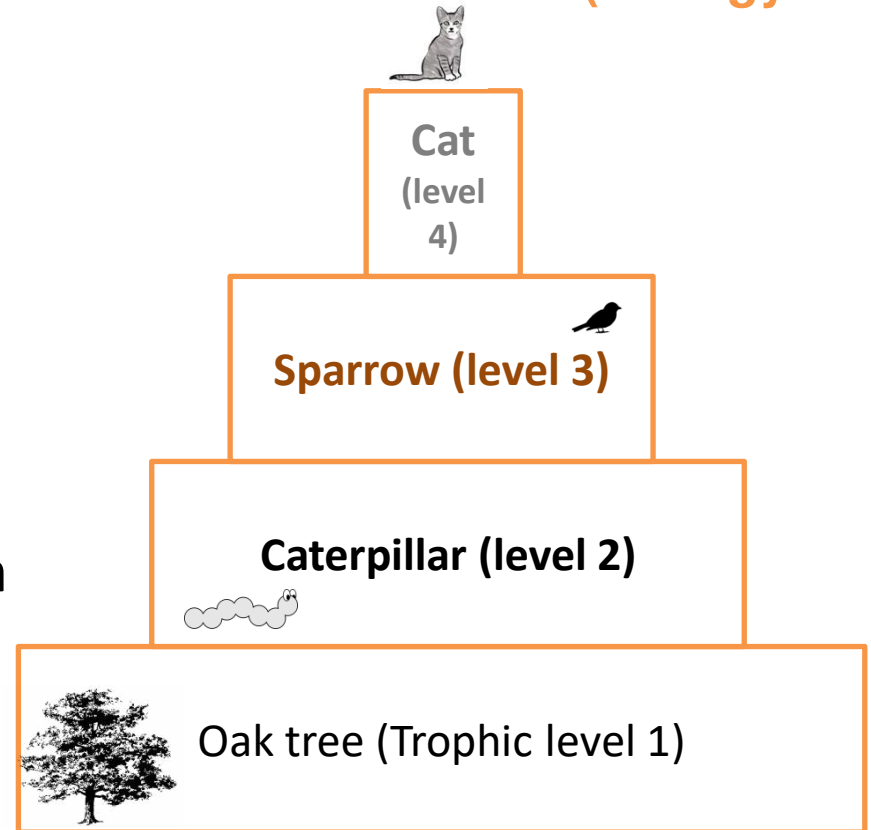 Cat
(level
4)
Sparrow (level 3)
Caterpillar (level 2)
Oak tree (Trophic level 1)